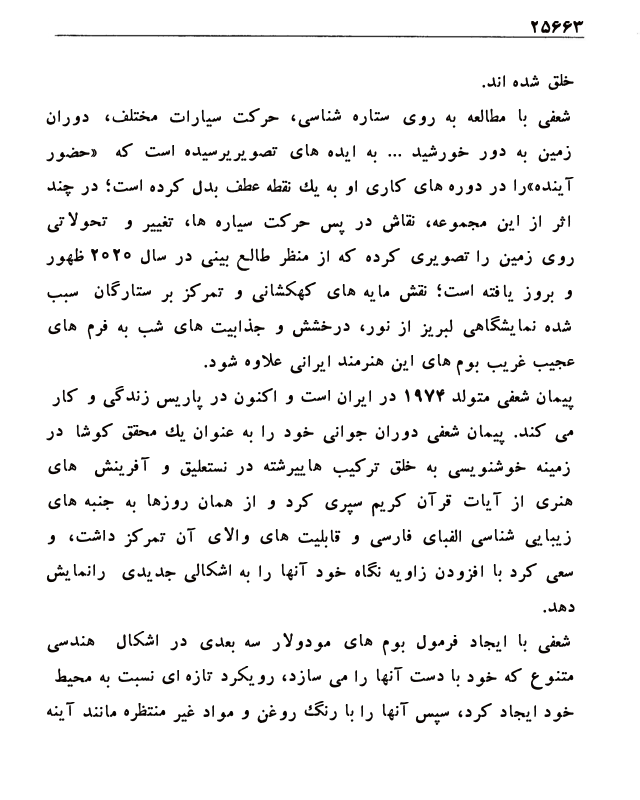 ۲۵۶۶۳
خلق شده اند.
شعفی با مطالعه به روی ستاره شناسی، حرکت سیارات مختلف، دوران
زمین به دور خورشید ... به ایده های تصویریرسیده است که «حضور
آینده»را در دوره های کاری او به یك نقطه عطف بدل کرده است؛ در چند
اثر از این مجموعه، نقاش در پس حرکت سیاره ها، تغییر و تحولاتی
روی زمین را تصویری کرده که از منظر طالع بینی در سال ۲۰۲۰ ظهور
و بروز یافته است؛ نقش مایه های کهکشانی و تمرکز بر ستارگان سبب
شده نمایشگاهی لبریز از نور، درخشش و جذابیت های شب به فرم های
عجیب غریب بوم های این هنرمند ایرانی علاوه شود.
پیمان شعفی متولد ۱۹۷۴ در ایران است و اکنون در پاریس زندگی و کار
می کند. پیمان شعفی دوران جوانی خود را به عنوان یك محقق کوشا در
زمینه خوشنویسی به خلق ترکیب هاییرشته در نستعلیق و آفرینش های
هنری از آیات قرآن کریم سپری کرد و از همان روزها به جنبه های
زیبایی شناسی الفبای فارسی و قابلیت های والای آن تمرکز داشت، و
سعی کرد با افزودن زاویه نگاه خود آنها را به اشکالی جدیدی رانمایش
دهد.
شعفی با ایجاد فرمول بوم های مودولار سه بعدی در اشکال هندسی
متنوع که خود با دست آنها را می سازد، رویکرد تازه ای نسبت به محیط
خود ایجاد کرد، سپس آنها را با رنگ روغن و مواد غیر منتظره مانند آینه